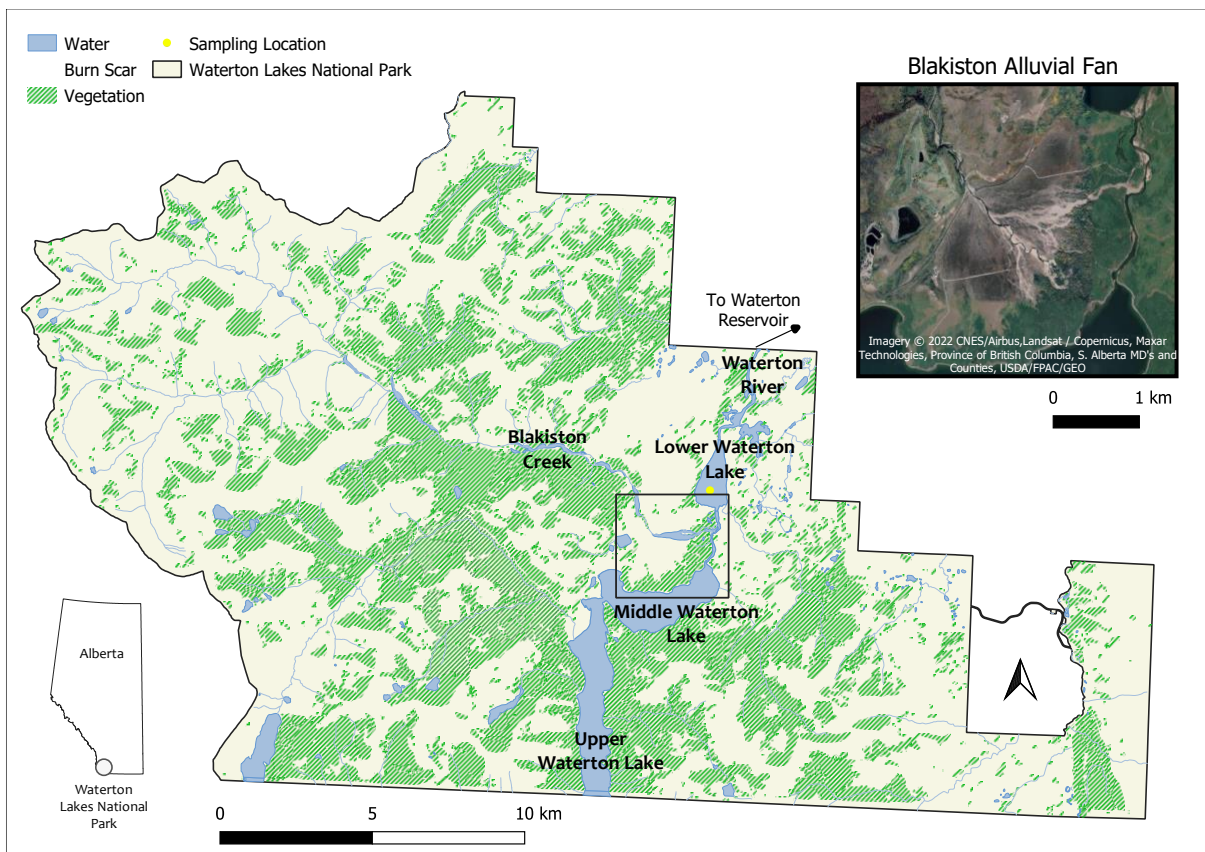 Water
Sampling Location
Burn Scar
Waterton Lakes National Park
Vegetation
Blakiston Alluvial Fan
Imagery © 2022 CNES/Airbus,Landsat / Copernicus, Maxar
Technologies, Province of British Columbia, S. Alberta MD's and
Counties, USDA/FPAC/GEO
0
1 km
To Waterton
Reservoir
Waterton
River
Blakiston
Creek
Lower Waterton
Lake
Middle Waterton
Lake
Upper
Waterton Lake
Alberta
Waterton
Lakes National
Park
0
5
10 km